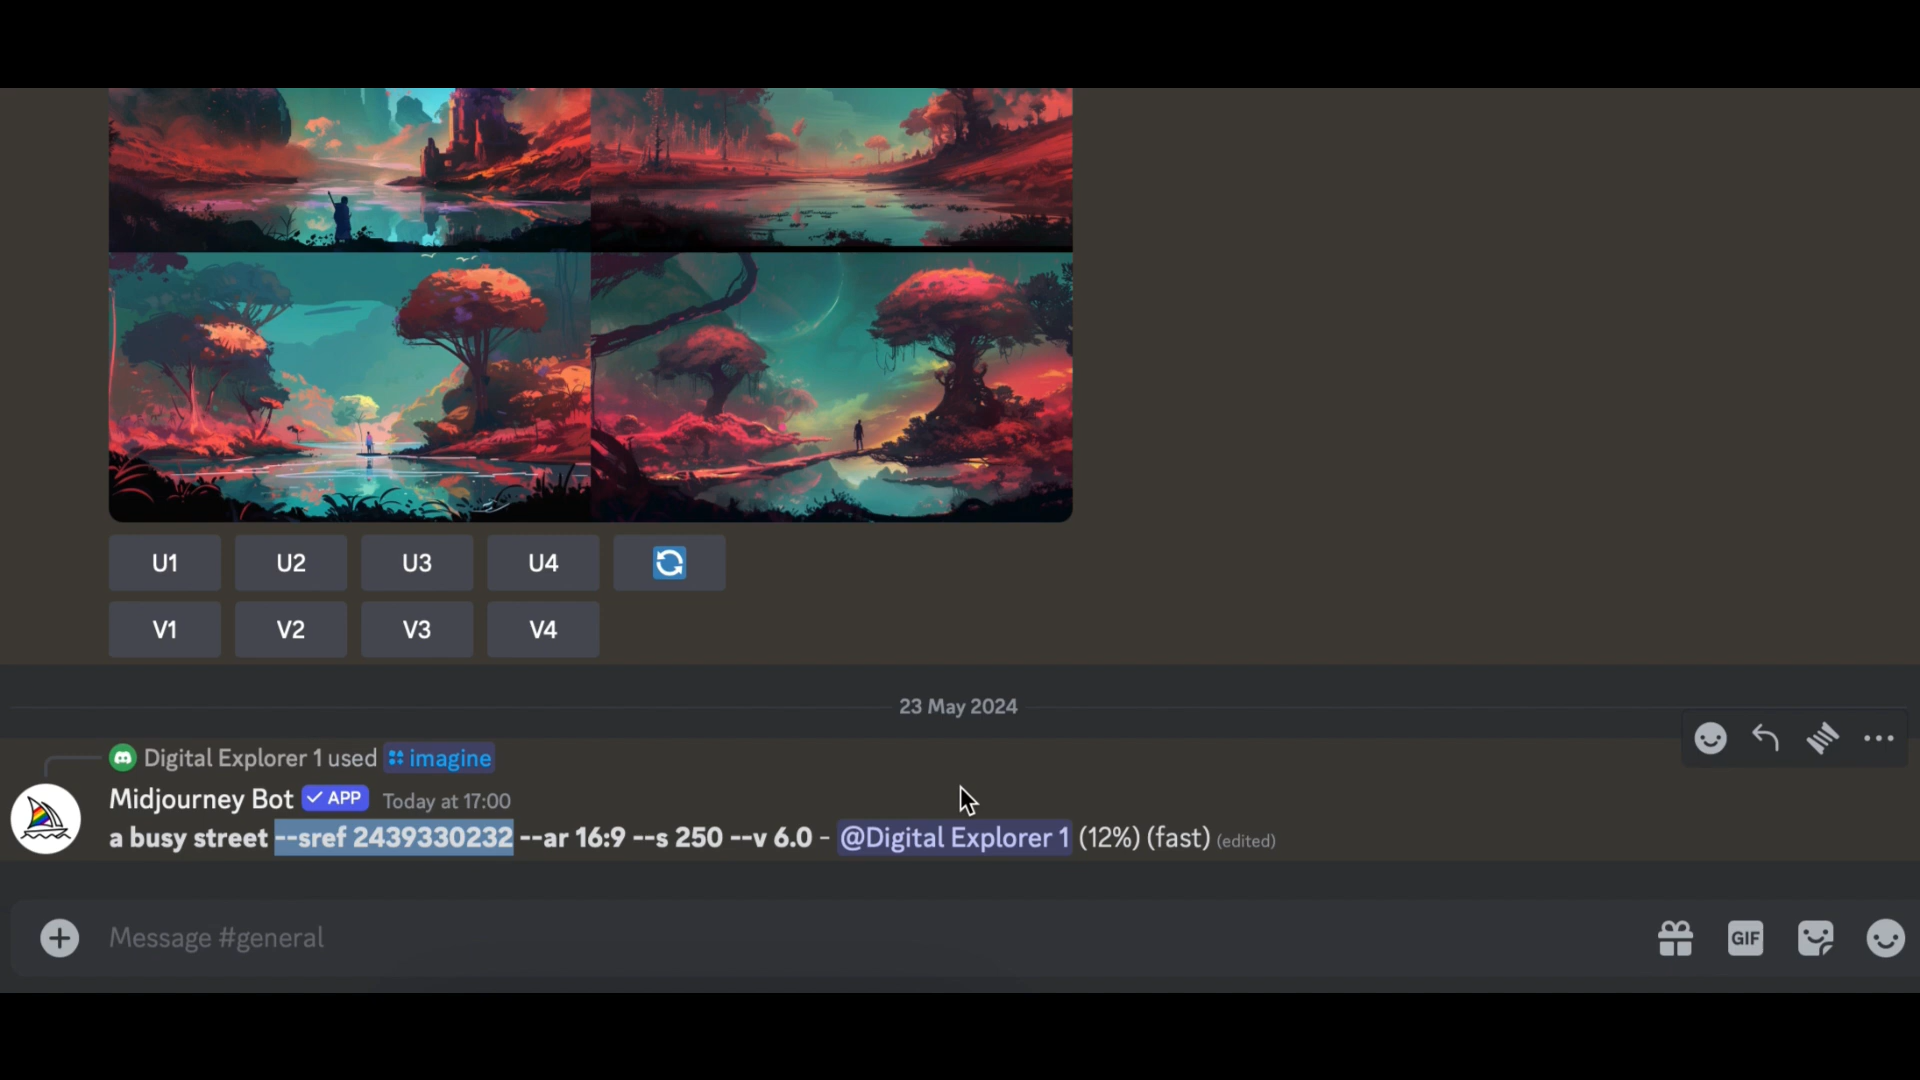 U1 U2 U3 U4
V1 V2 V3 V4
23 May 2024
Digital Explorer 1 used imagine
Midjourney Bot ✓ APP Today at 17:00
a busy street --sref 2439330232 --ar 16:9 --s 250 --v 6.0 - @Digital Explorer 1 (12%) (fast) (edited)
Message #general GIF